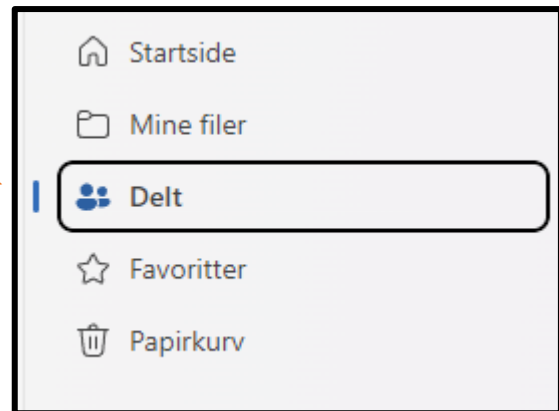 Startside
Mine filer
Delt
Favoritter
Papirkurv